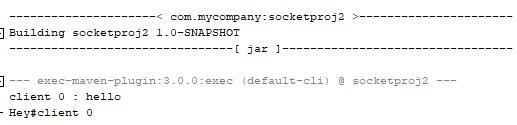 --------------------< com.mycompany:socketproj2 >---------------------
Building socketproj2 1.0-SNAPSHOT
--------------------------------[ jar ]---------------------------------
--- exec-maven-plugin:3.0.0:exec (default-cli) @ socketproj2 ---
client 0 : hello
Hey#client 0